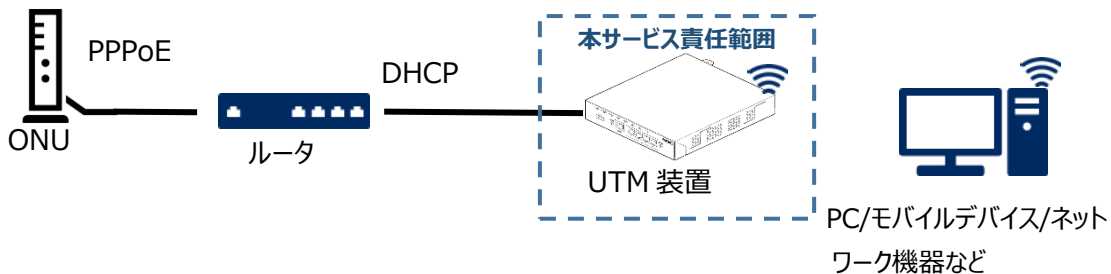 本サービス責任範囲
PPPoE
DHCP
ONU
ルータ
UTM 装置
PC/モバイルデバイス/ネット
ワーク機器など